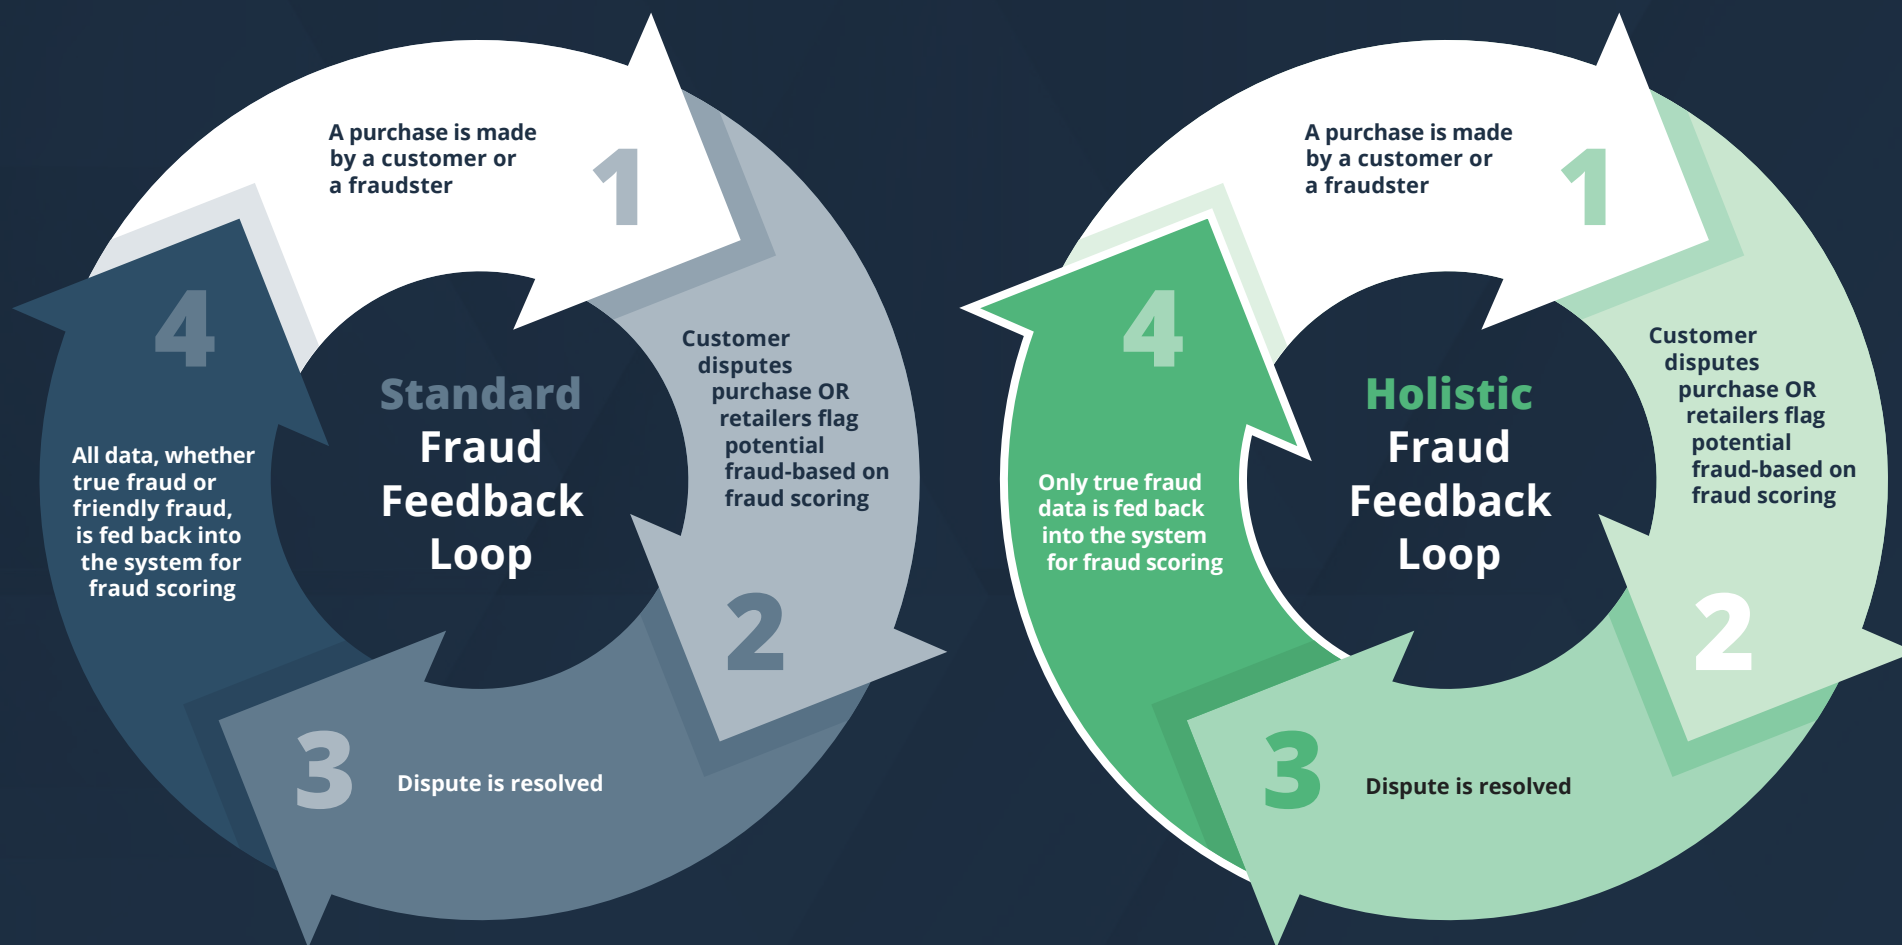 A purchase is made
by a customer or
a fraudster
1
Customer
disputes
purchase OR
retailers flag
potential
fraud-based on
fraud scoring
2
3
Dispute is resolved
4
All data, whether
true fraud or
friendly fraud,
is fed back into
the system for
fraud scoring
Standard
Fraud
Feedback
Loop
A purchase is made
by a customer or
a fraudster
1
Customer
disputes
purchase OR
retailers flag
potential
fraud-based on
fraud scoring
2
3
Dispute is resolved
4
Only true fraud
data is fed back
into the system
for fraud scoring
Holistic
Fraud
Feedback
Loop